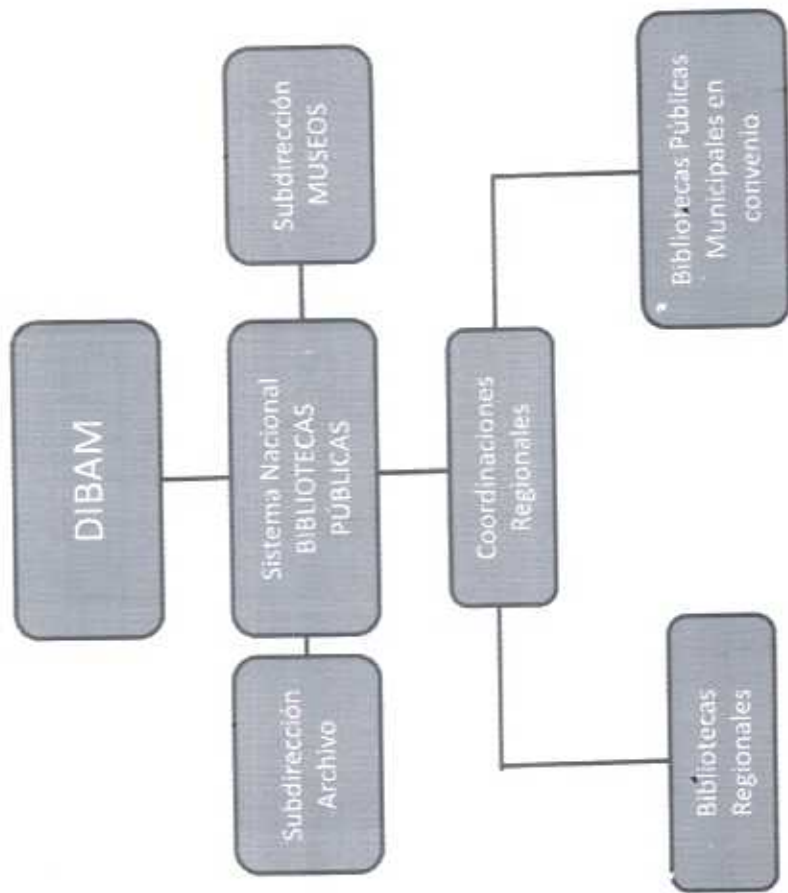 DIBAM
Subdirección
Archivo
Sistema Nacional
BIBLIOTECAS
PÚBLICAS
Subdirección
MUSEOS
Coordinaciones
Regionales
Bibliotecas
Regionales
Bibliotecas Públicas
Municipales en
convenio.